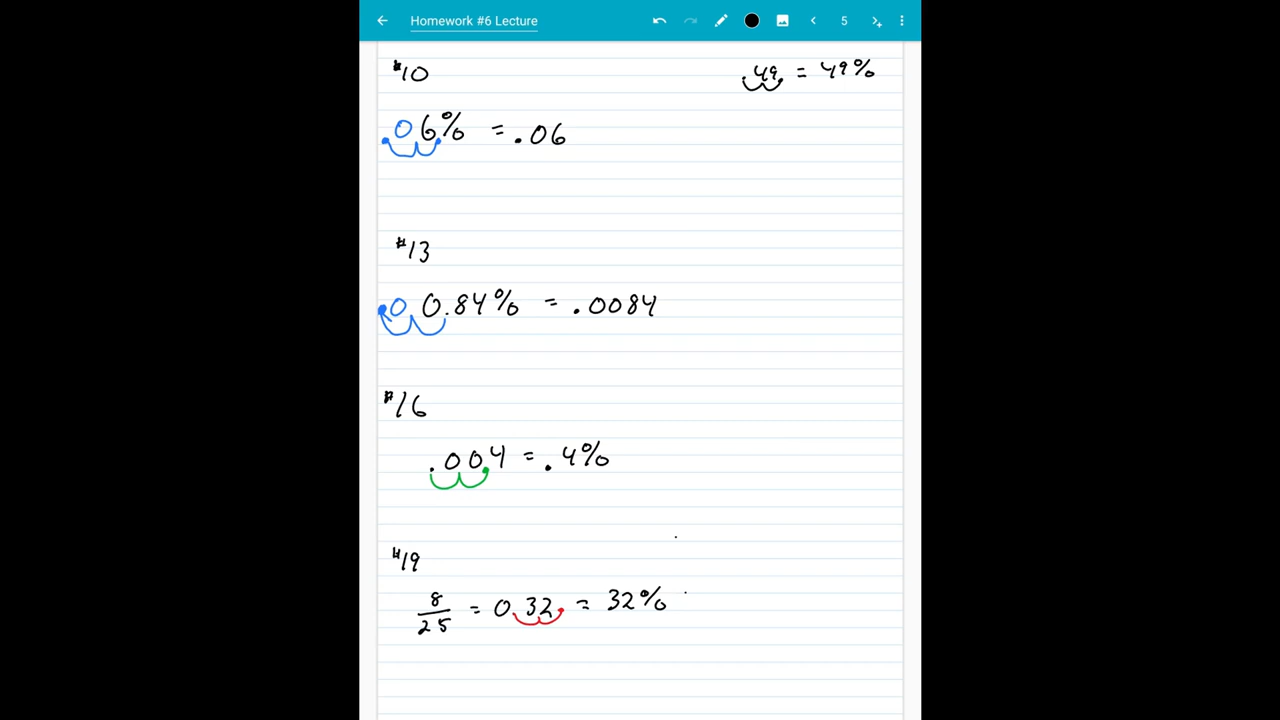 Homework #6 Lecture
5
#10
.49 = 49%
.06% = .06
#13
0 0.84% = .0084
#16
.004 = .4%
#19
8/25 = 0.32 = 32%